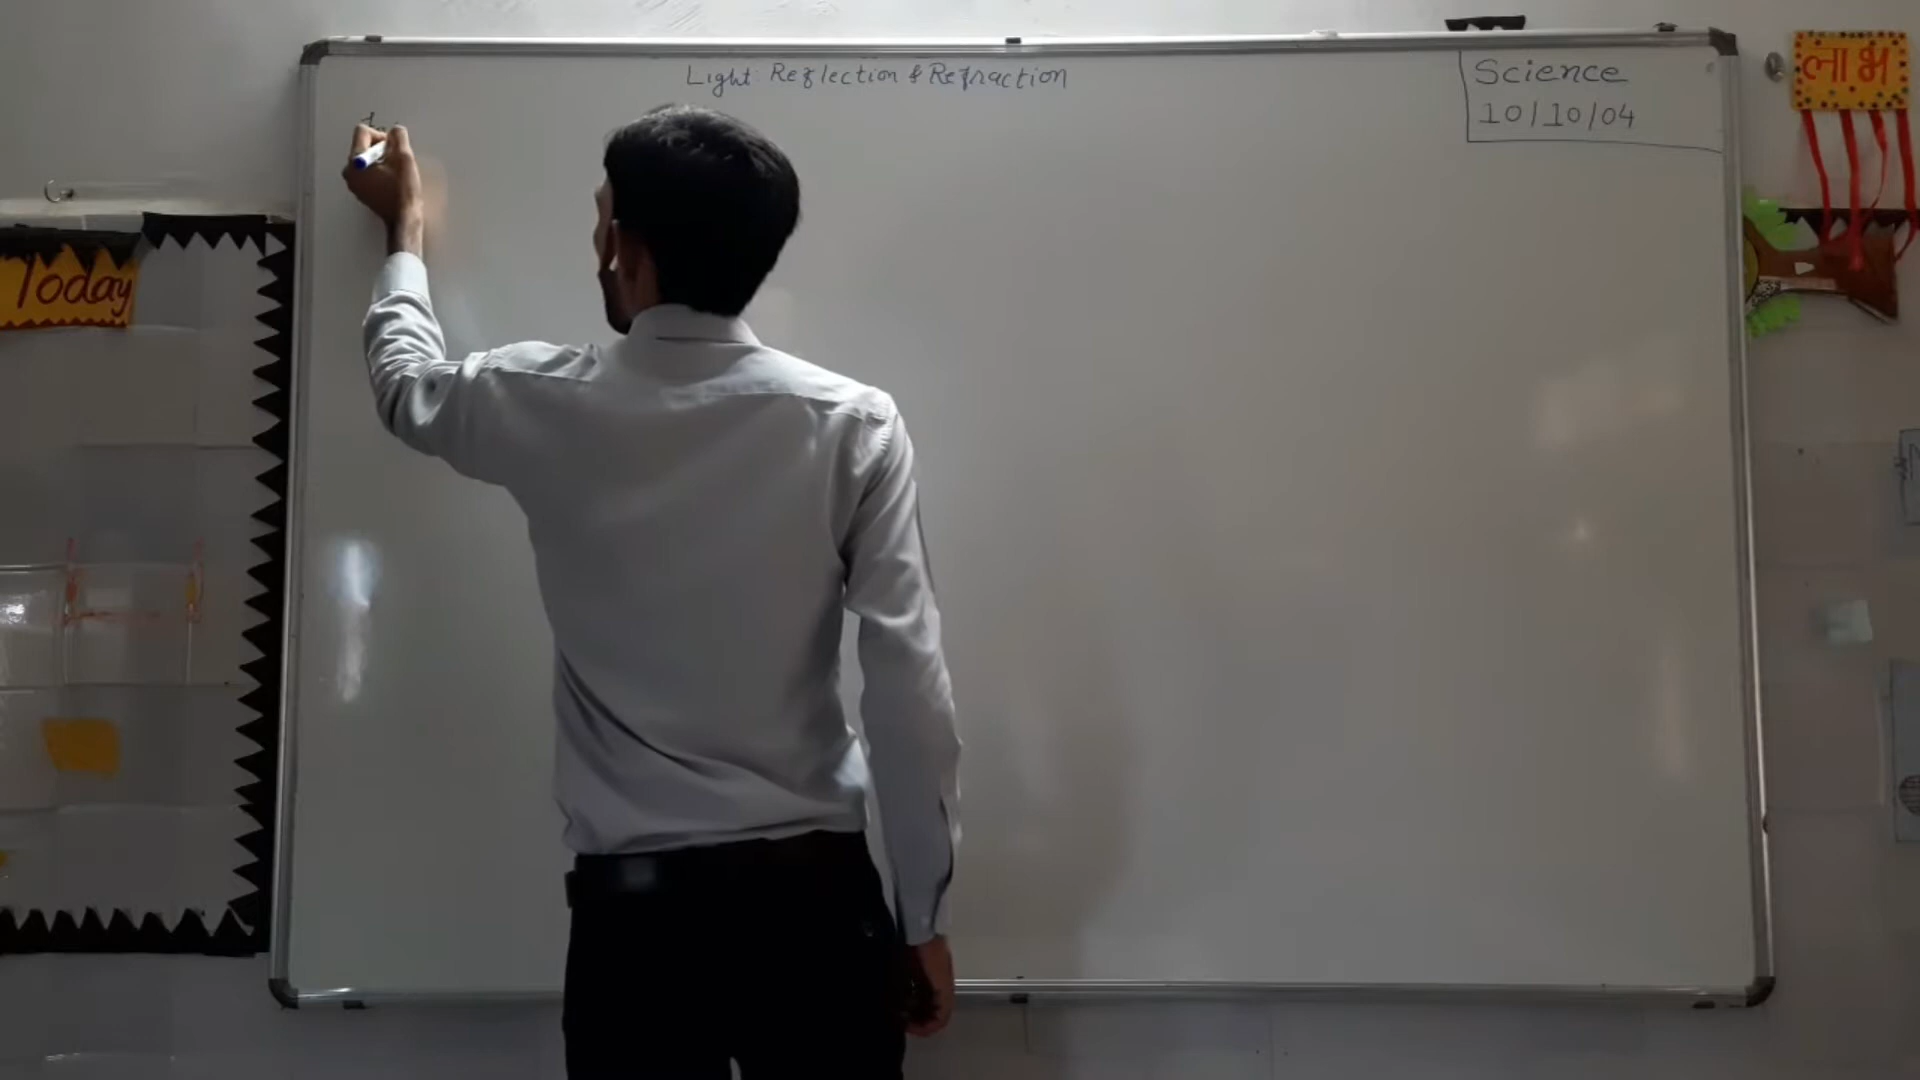 Light: Reflection & Refraction
Science
10/10/04
लाभ
Today